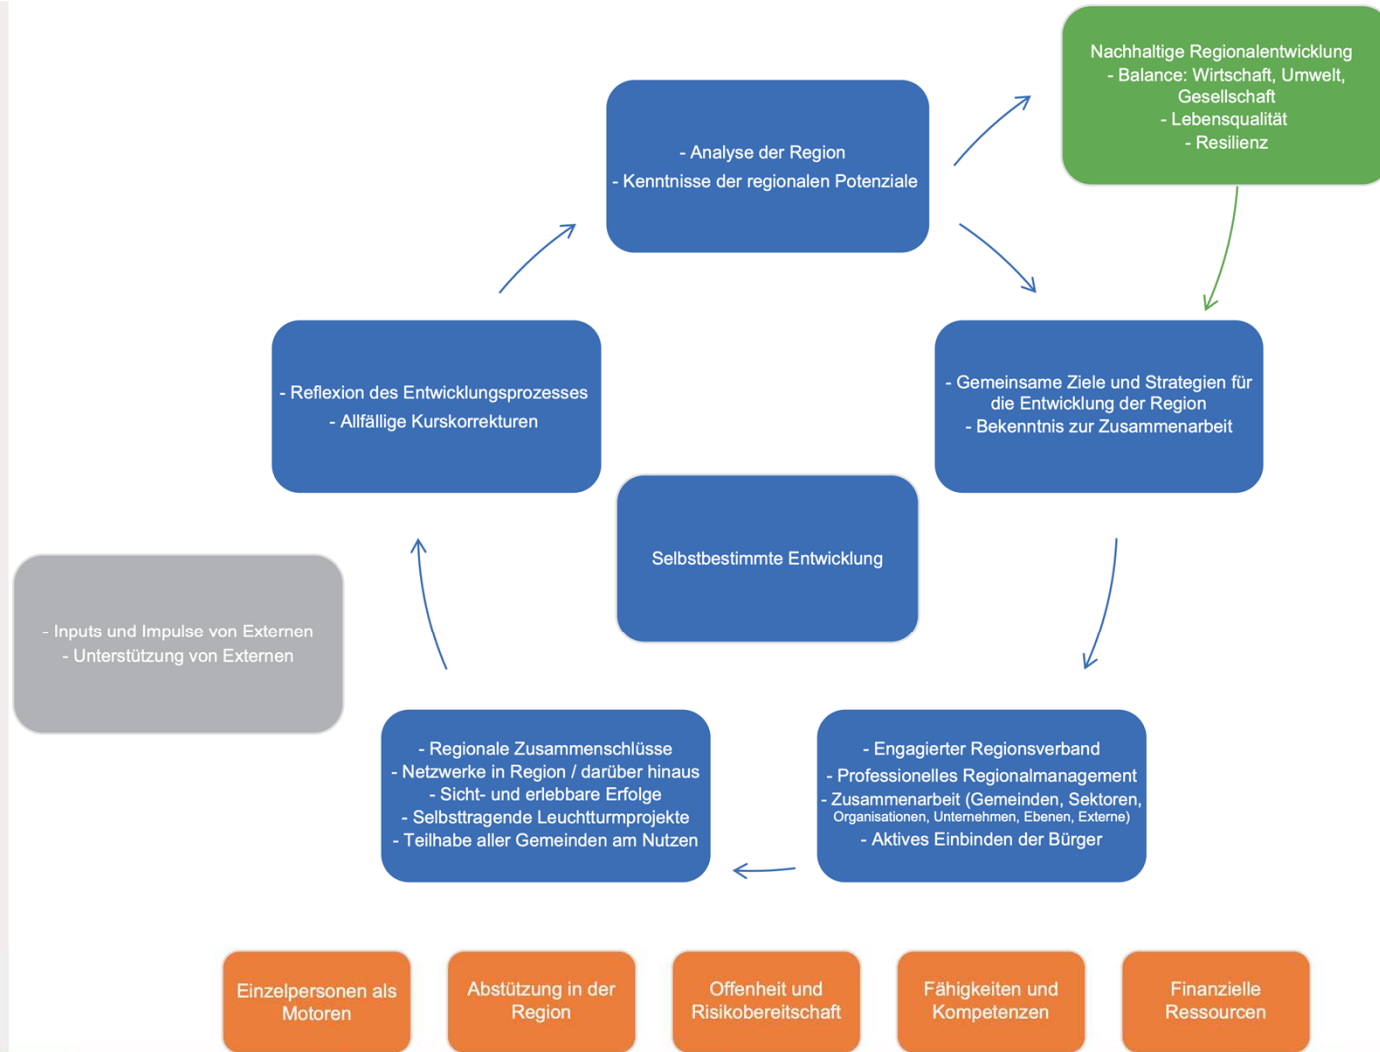 Nachhaltige Regionalentwicklung
- Balance: Wirtschaft, Umwelt,
Gesellschaft
- Lebensqualität
- Resilienz
- Analyse der Region
- Kenntnisse der regionalen Potenziale
- Reflexion des Entwicklungsprozesses
- Allfällige Kurskorrekturen
- Gemeinsame Ziele und Strategien für
die Entwicklung der Region
- Bekenntnis zur Zusammenarbeit
Selbstbestimmte Entwicklung
- Inputs und Impulse von Externen
- Unterstützung von Externen
- Regionale Zusammenschlüsse
- Netzwerke in Region / darüber hinaus
- Sicht- und erlebbare Erfolge
- Selbsttragende Leuchtturmprojekte
- Teilhabe aller Gemeinden am Nutzen
- Engagierter Regionsverband
- Professionelles Regionalmanagement
- Zusammenarbeit (Gemeinden, Sektoren,
Organisationen, Unternehmen, Ebenen, Externe)
- Aktives Einbinden der Bürger
Einzelpersonen als
Motoren
Abstützung in der
Region
Offenheit und
Risikobereitschaft
Fähigkeiten und
Kompetenzen
Finanzielle
Ressourcen